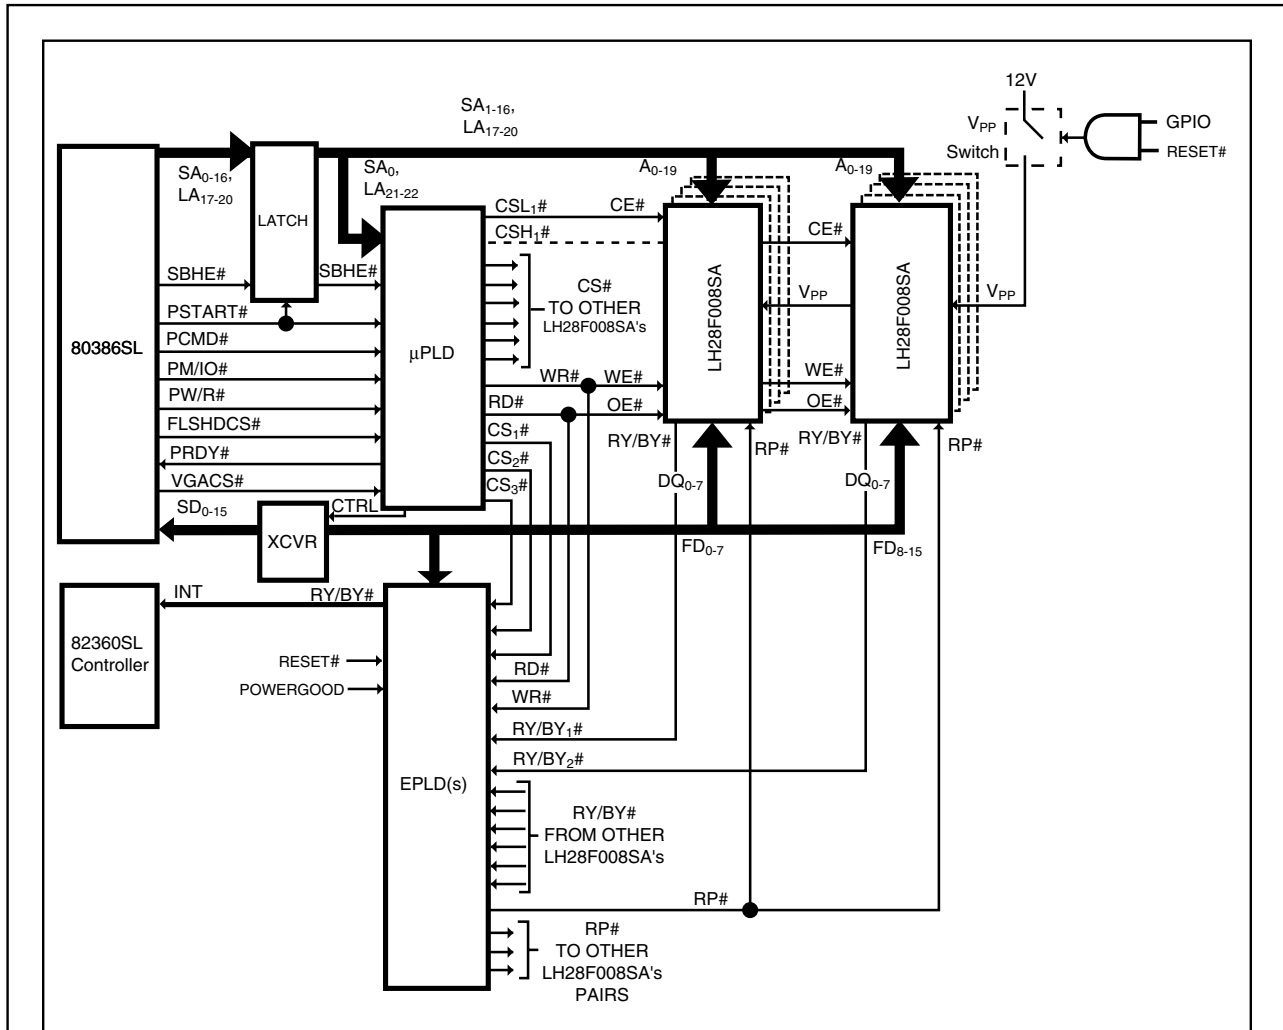 SA1-16,
LA17-20
12V
VPP
Switch
GPIO
RESET#
SA0-16,
LA17-20
SA0,
LA21-22
A0-19
A0-19
LATCH
CSL1#
CE#
CSH1#
CE#
SBHE#
SBHE#
CS#
TO OTHER
LH28F008SA's
LH28F008SA
LH28F008SA
VPP
VPP
PSTART#
80386SL
PCMD#
µPLD
PM/IO#
WR#
WE#
WE#
PW/R#
RD#
OE#
OE#
FLSHDCS#
CS1#
RY/BY#
RP#
RY/BY#
RP#
PRDY#
CS2#
VGACS#
CS3#
DQ0-7
DQ0-7
SD0-15
CTRL
XCVR
FD0-7
FD8-15
INT
RY/BY#
82360SL
Controller
RESET#
RD#
POWERGOOD
WR#
RY/BY1#
RY/BY2#
EPLD(s)
RY/BY#
FROM OTHER
LH28F008SA's
RP#
RP#
TO OTHER
LH28F008SA's
PAIRS